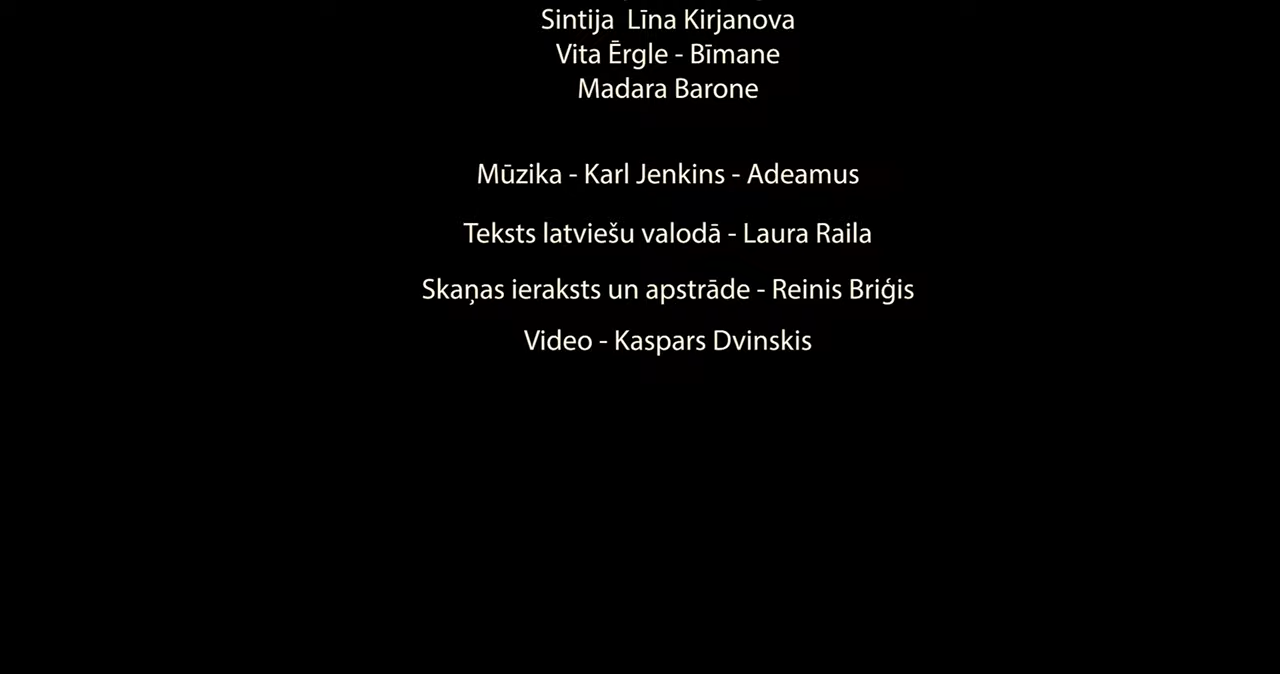 Sintija Līna Kirjanova
Vita Ērgle - Bīmane
Madara Barone
Mūzika - Karl Jenkins - Adeamus
Teksts latviešu valodā - Laura Raila
Skaņas ieraksts un apstrāde - Reinis Briģis
Video - Kaspars Dvinskis